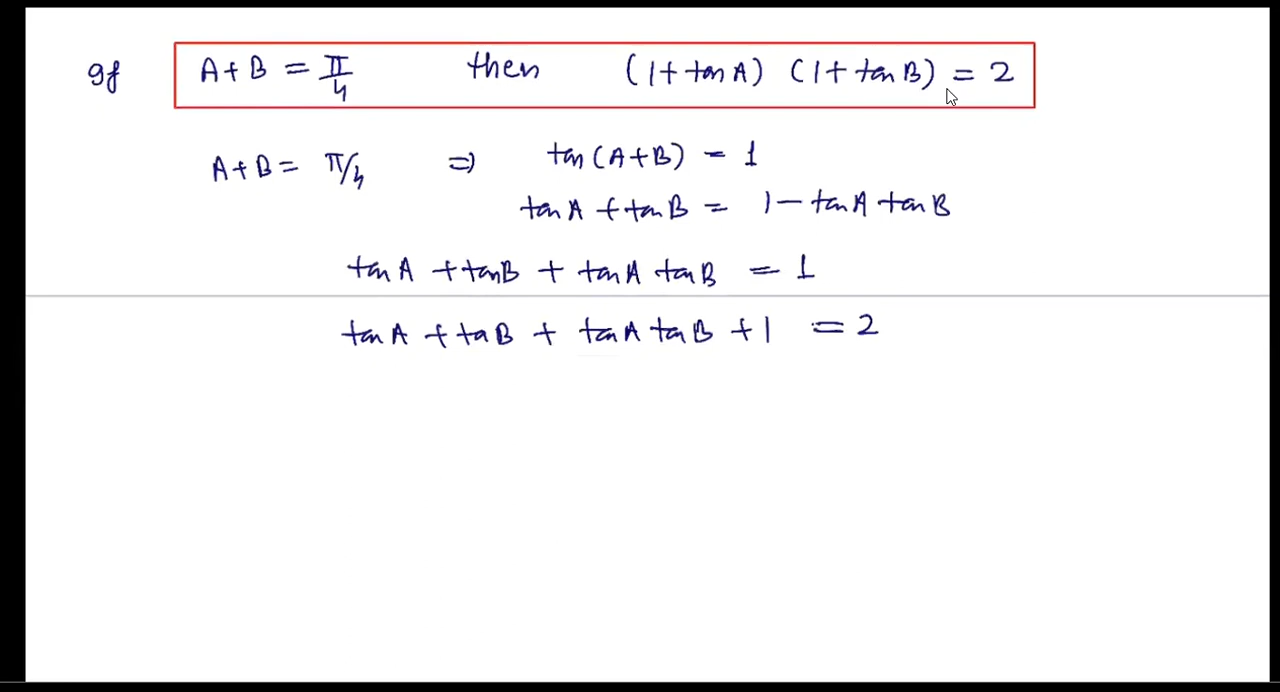 If A+B = π/4 then (1+tan A) (1+tan B) = 2
A+B = π/4 ⇒ tan(A+B) = 1
tan A + tan B = 1 - tan A tan B
tan A + tan B + tan A tan B = 1
tan A + ta B + tan A tan B + 1 = 2